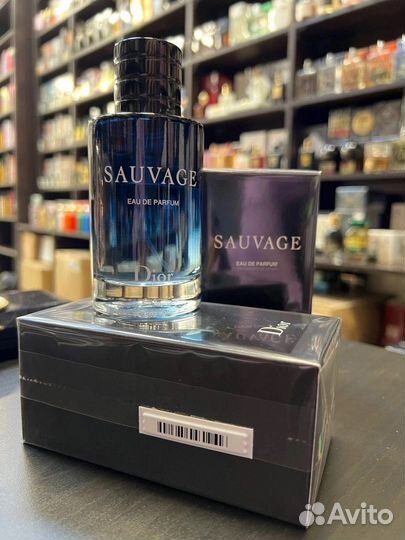 SAUVAGE
EAU DE PARFUM
Dior
SAUVAGE
EAU DE PARFUM
Dior
Avito